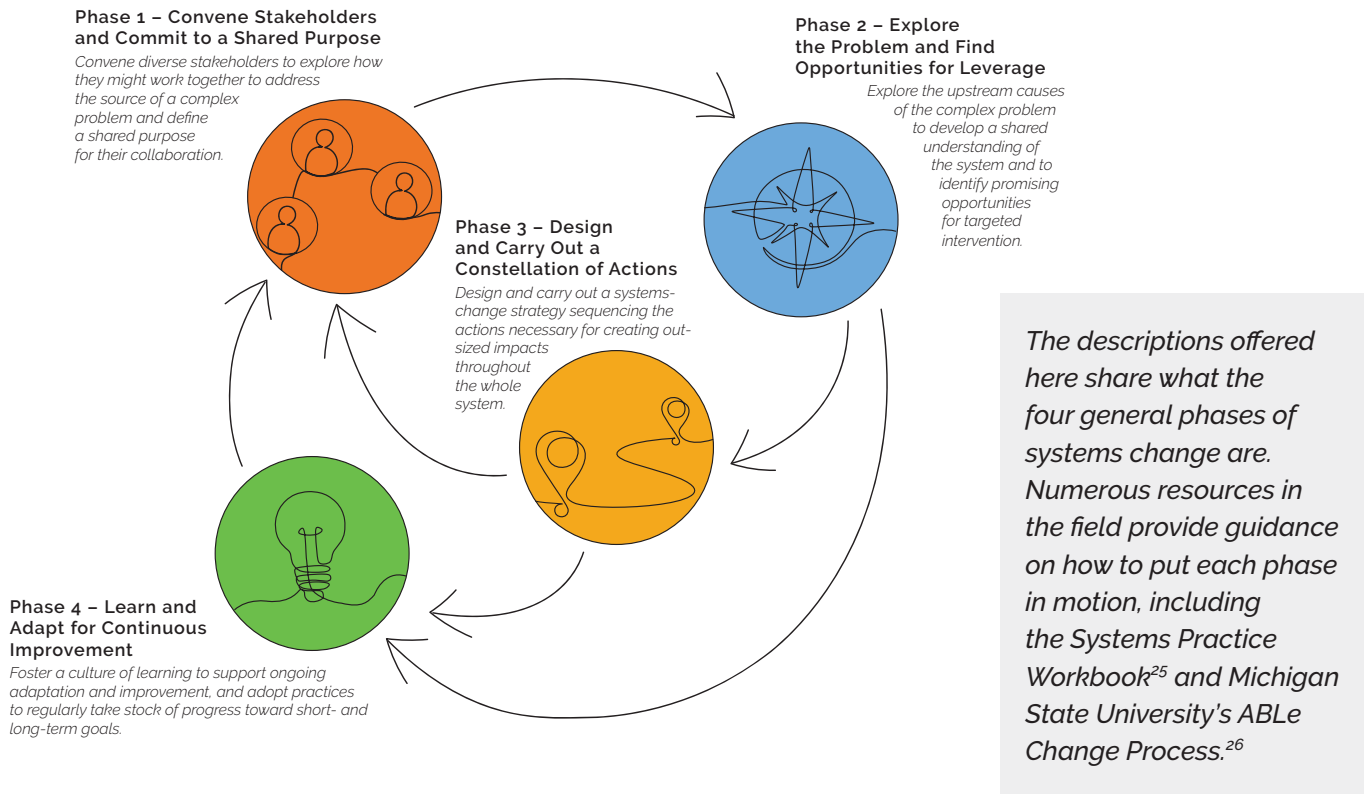 Phase 1 – Convene Stakeholders
and Commit to a Shared Purpose
Convene diverse stakeholders to explore how
they might work together to address
the source of a complex
problem and define
a shared purpose
for their collaboration.
Phase 2 – Explore
the Problem and Find
Opportunities for Leverage
Explore the upstream causes
of the complex problem
to develop a shared
understanding of
the system and to
identify promising
opportunities
for targeted
intervention.
Phase 3 – Design
and Carry Out a
Constellation of Actions
Design and carry out a systems-
change strategy sequencing the
actions necessary for creating out-
sized impacts
throughout
the whole
system.
Phase 4 – Learn and
Adapt for Continuous
Improvement
Foster a culture of learning to support ongoing
adaptation and improvement, and adopt practices
to regularly take stock of progress toward short- and
long-term goals.
The descriptions offered
here share what the
four general phases of
systems change are.
Numerous resources in
the field provide guidance
on how to put each phase
in motion, including
the Systems Practice
Workbook²⁵ and Michigan
State University’s ABLe
Change Process.²⁶